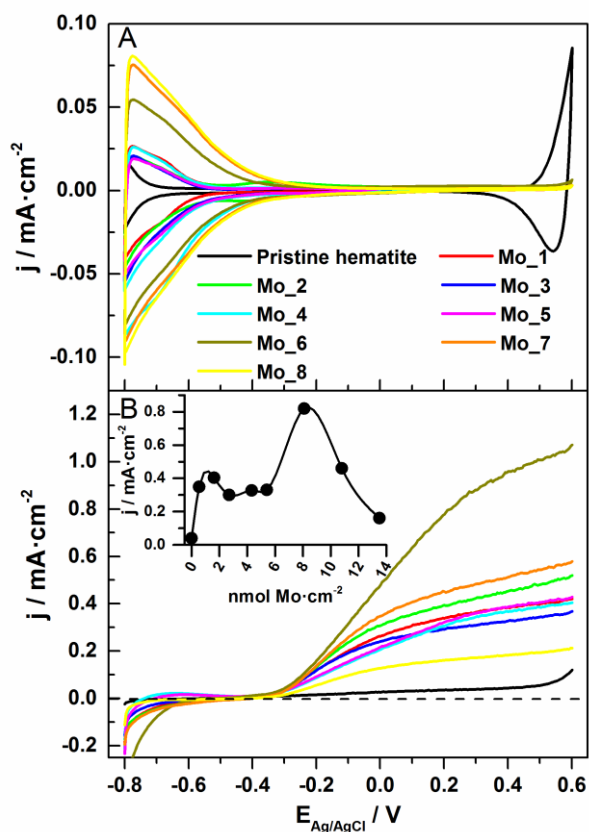 A
0.10
0.05
0.00
-0.05
-0.10
j / mA·cm-2
Pristine hematite
Mo_1
Mo_2
Mo_3
Mo_4
Mo_5
Mo_6
Mo_7
Mo_8
B
0.8
0.6
0.4
0.2
0.0
j / mA·cm-2
0 2 4 6 8 10 12 14
nmol Mo·cm-2
1.2
1.0
0.8
0.6
0.4
0.2
0.0
-0.2
j / mA·cm-2
-0.8 -0.6 -0.4 -0.2 0.0 0.2 0.4 0.6
E Ag/AgCl / V